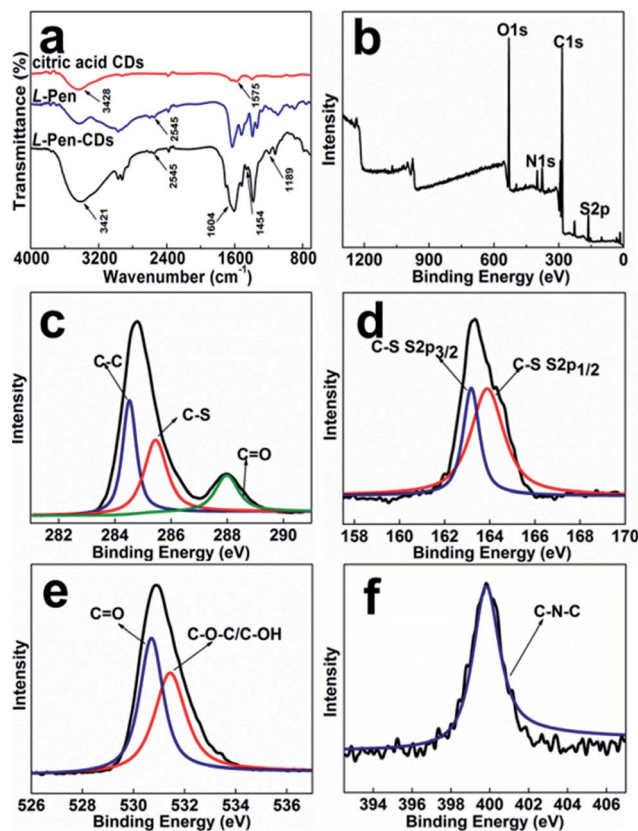 a
citric acid CDs
3428
1575
L-Pen
2545
L-Pen-CDs
3421
2545
1604
1454
1189
Transmittance (%)
4000 3200 2400 1600 800
Wavenumber (cm⁻¹)
b
O1s
C1s
N1s
S2p
Intensity
1200 900 600 300 0
Binding Energy (eV)
c
C-C
C-S
C=O
Intensity
282 284 286 288 290
Binding Energy (eV)
d
C-S S2p3/2
C-S S2p1/2
Intensity
158 160 162 164 166 168 170
Binding Energy (eV)
e
C=O
C-O-C/C-OH
Intensity
526 528 530 532 534 536
Binding Energy (eV)
f
C-N-C
Intensity
394 396 398 400 402 404 406
Binding Energy (eV)